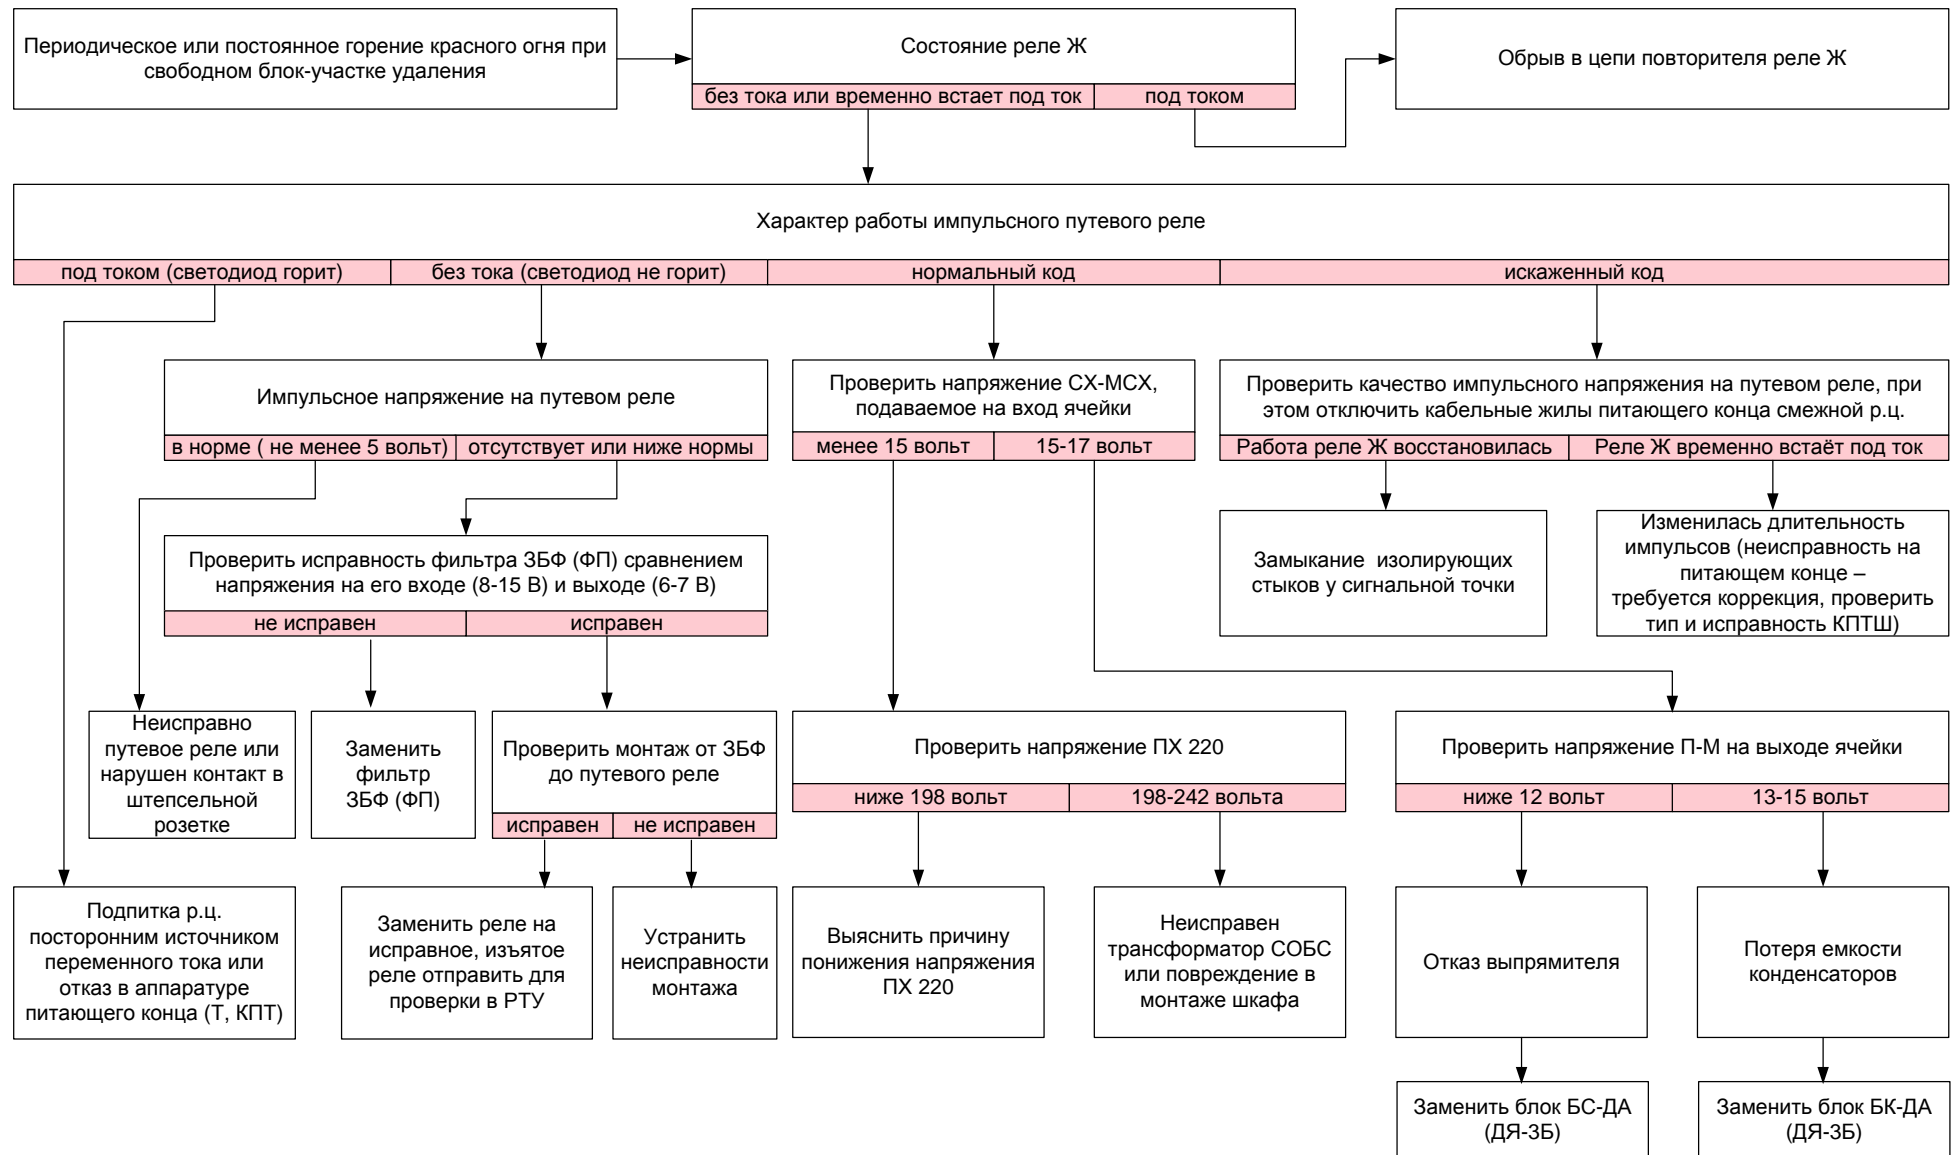 Периодическое или постоянное горение красного огня при
свободном блок-участке удаления
Состояние реле Ж
без тока или временно встает под ток
под током
Обрыв в цепи повторителя реле Ж
Характер работы импульсного путевого реле
под током (светодиод горит)
без тока (светодиод не горит)
нормальный код
искаженный код
Импульсное напряжение на путевом реле
в норме ( не менее 5 вольт)
отсутствует или ниже нормы
Проверить напряжение СХ-МСХ,
подаваемое на вход ячейки
менее 15 вольт
15-17 вольт
Проверить качество импульсного напряжения на путевом реле, при
этом отключить кабельные жилы питающего конца смежной р.ц.
Работа реле Ж восстановилась
Реле Ж временно встаёт под ток
Проверить исправность фильтра ЗБФ (ФП) сравнением
напряжения на его входе (8-15 В) и выходе (6-7 В)
не исправен
исправен
Замыкание изолирующих
стыков у сигнальной точки
Изменилась длительность
импульсов (неисправность на
питающем конце –
требуется коррекция, проверить
тип и исправность КПТШ)
Неисправно
путевое реле или
нарушен контакт в
штепсельной
розетке
Заменить
фильтр
ЗБФ (ФП)
Проверить монтаж от ЗБФ
до путевого реле
исправен
не исправен
Проверить напряжение ПХ 220
ниже 198 вольт
198-242 вольта
Проверить напряжение П-М на выходе ячейки
ниже 12 вольт
13-15 вольт
Подпитка р.ц.
посторонним источником
переменного тока или
отказ в аппаратуре
питающего конца (Т, КПТ)
Заменить реле на
исправное, изъятое
реле отправить для
проверки в РТУ
Устранить
неисправности
монтажа
Выяснить причину
понижения напряжения
ПХ 220
Неисправен
трансформатор СОБС
или повреждение в
монтаже шкафа
Отказ выпрямителя
Потеря емкости
конденсаторов
Заменить блок БС-ДА
(ДЯ-3Б)
Заменить блок БК-ДА
(ДЯ-3Б)